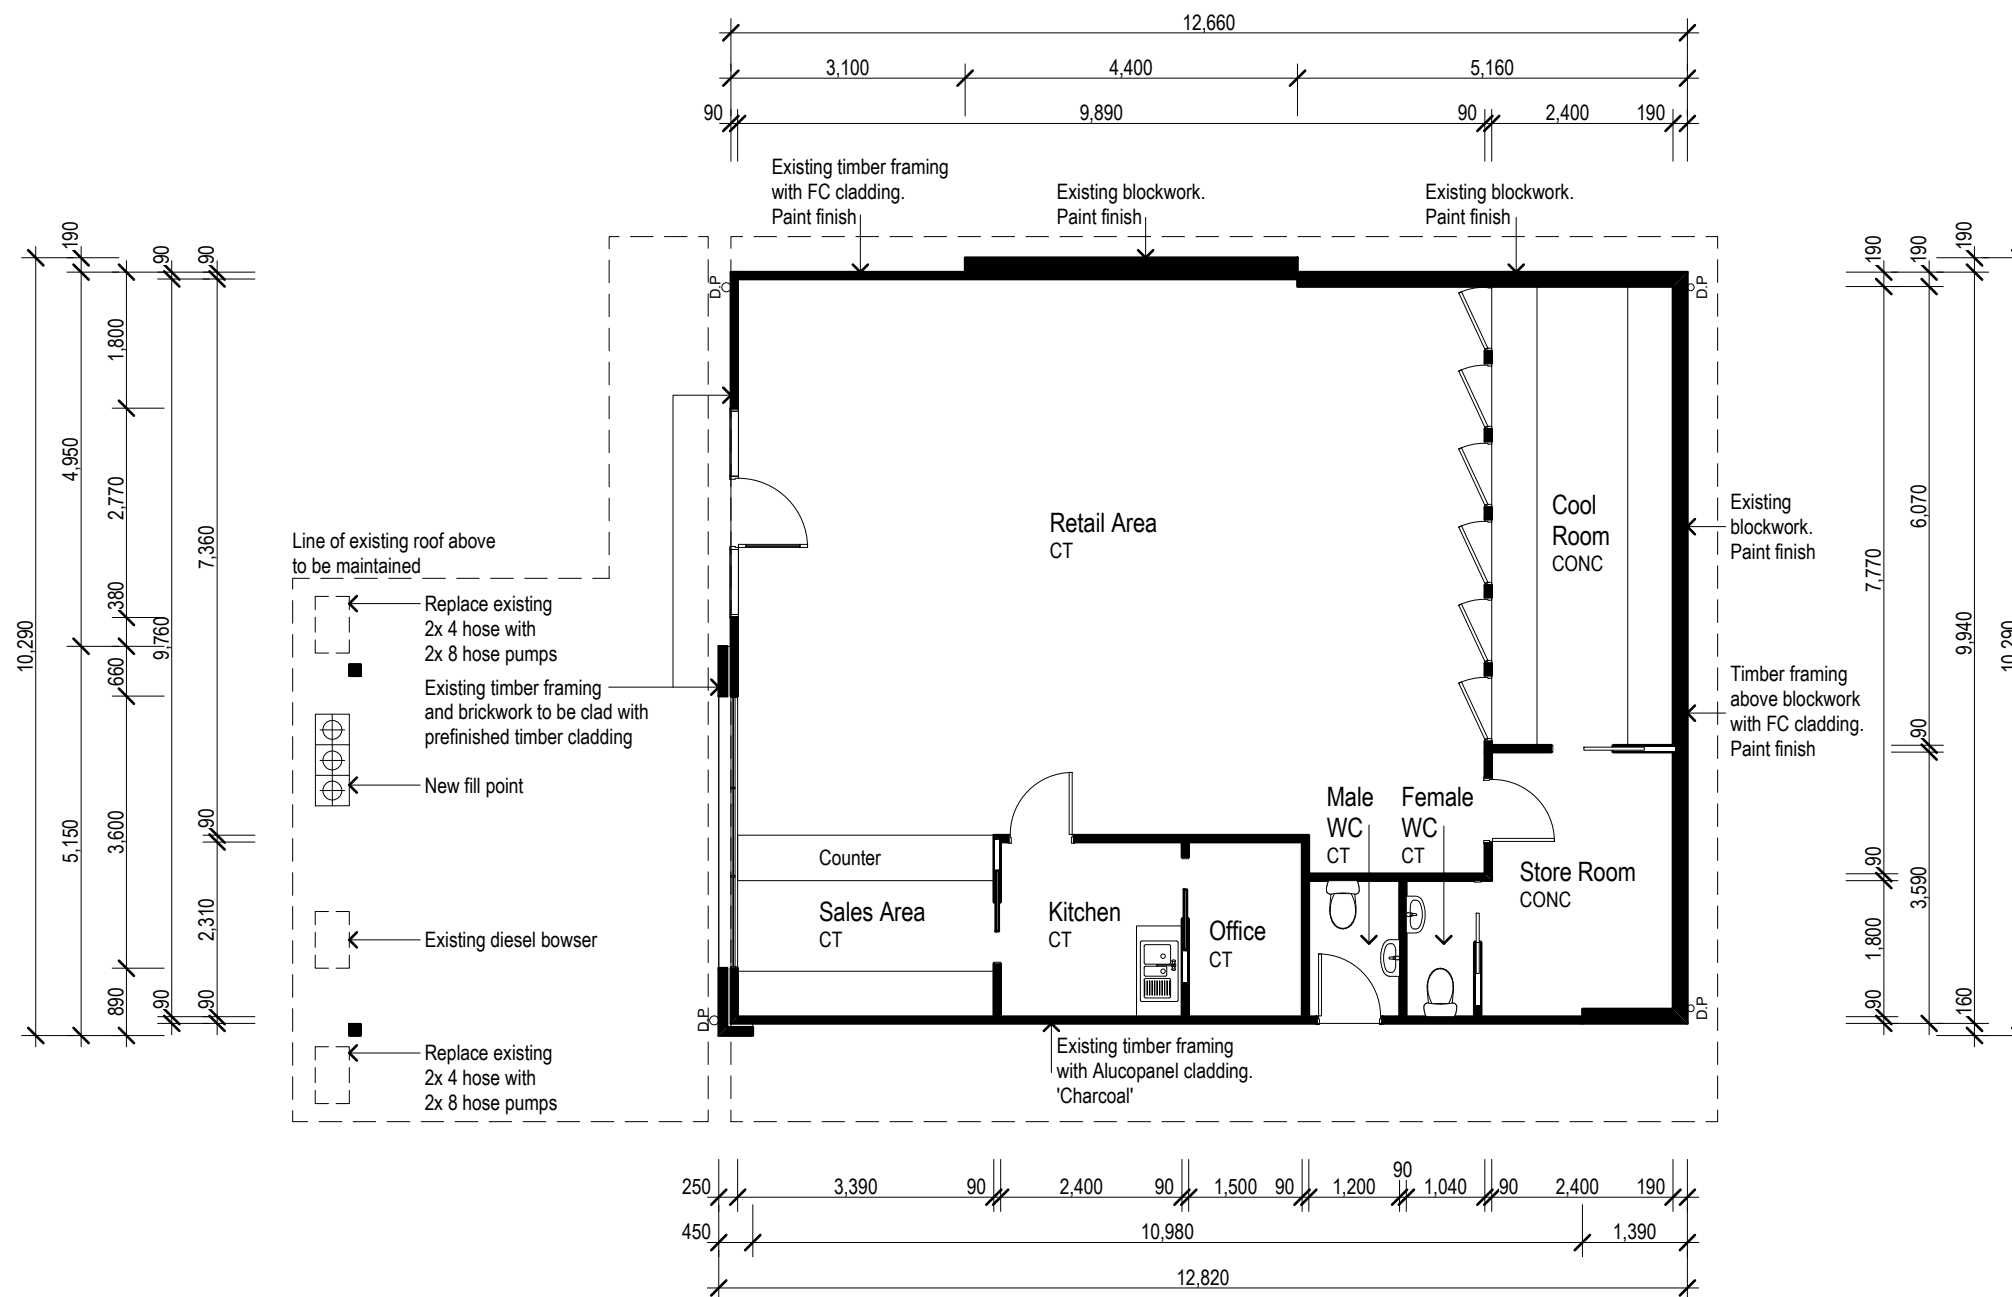 12,660
3,100 4,400 5,160
90 9,890 90 2,400 190
Existing timber framing
with FC cladding.
Paint finish
Existing blockwork.
Paint finish
Existing blockwork.
Paint finish
190 90 90
190 190 190
D.P
D.P
1,800
4,950
2,770
7,360
380
10,290
9,760
660
5,150
3,600
90
2,310
890
90
90
Line of existing roof above
to be maintained
Replace existing
2x 4 hose with
2x 8 hose pumps
Existing timber framing
and brickwork to be clad with
prefinished timber cladding
New fill point
Existing diesel bowser
Replace existing
2x 4 hose with
2x 8 hose pumps
Retail Area
CT
Cool
Room
CONC
Existing
blockwork.
Paint finish
Timber framing
above blockwork
with FC cladding.
Paint finish
6,070
7,770
9,940
10,290
90
90
3,590
1,800
90
160
Male
WC
CT
Female
WC
CT
Counter
Sales Area
CT
Kitchen
CT
Office
CT
Store Room
CONC
D.P
D.P
Existing timber framing
with Alucopanel cladding.
'Charcoal'
90
250 3,390 90 2,400 90 1,500 90 1,200 1,040 90 2,400 190
450 10,980 1,390
12,820